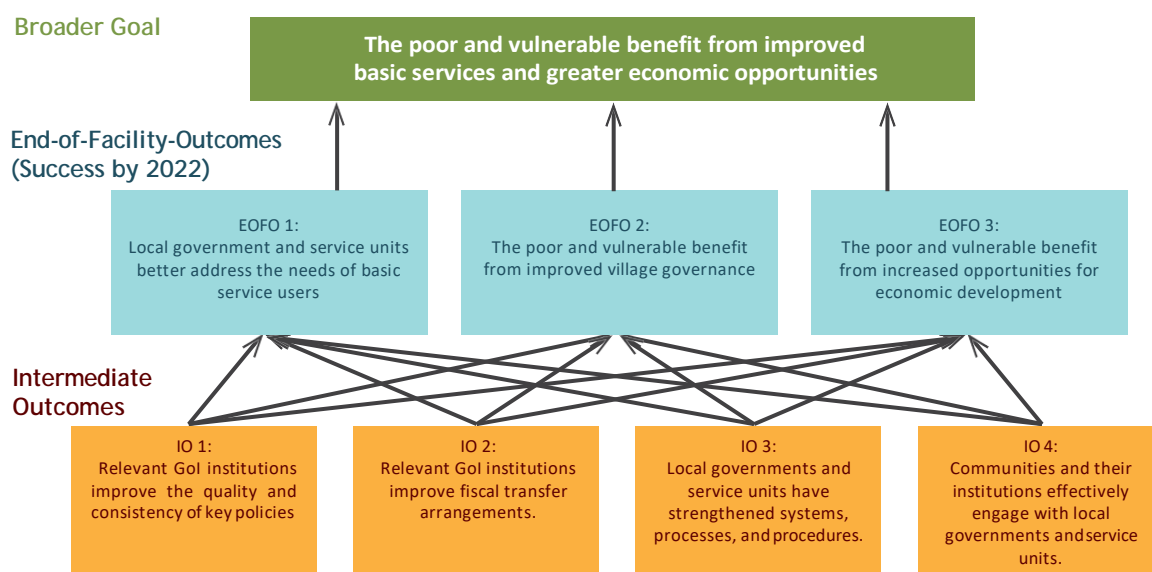 Broader Goal
The poor and vulnerable benefit from improved
basic services and greater economic opportunities
End-of-Facility-Outcomes
(Success by 2022)
EOFO 1:
Local government and service units
better address the needs of basic
service users
EOFO 2:
The poor and vulnerable benefit
from improved village governance
EOFO 3:
The poor and vulnerable benefit
from increased opportunities for
economic development
Intermediate
Outcomes
IO 1:
Relevant GoI institutions
improve the quality and
consistency of key policies
IO 2:
Relevant GoI institutions
improve fiscal transfer
arrangements.
IO 3:
Local governments and
service units have
strengthened systems,
processes, and procedures.
IO 4:
Communities and their
institutions effectively
engage with local
governments and service
units.